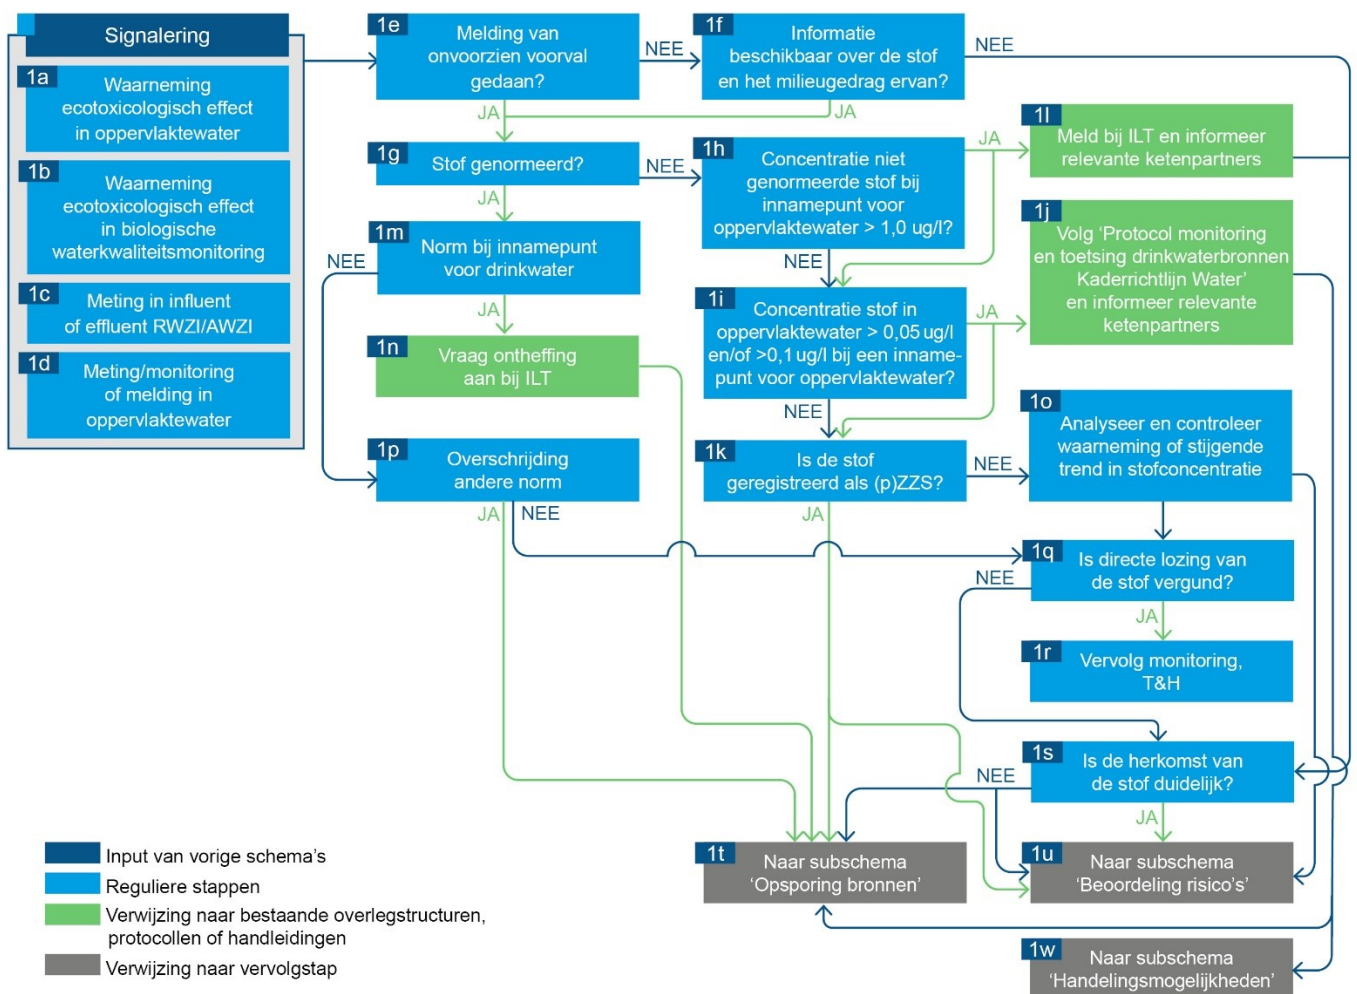 Signalering
1a
Waarneming
ecotoxicologisch effect
in oppervlaktewater
1b
Waarneming
ecotoxicologisch effect
in biologische
waterkwaliteitsmonitoring
1c
Meting in influent
of effluent RWZI/AWZI
1d
Meting/monitoring
of melding in
oppervlaktewater
1e
Melding van
onvoorzien voorval
gedaan?
NEE
JA
1f
Informatie
beschikbaar over de stof
en het milieugedrag ervan?
NEE
JA
1g
Stof genormeerd?
NEE
JA
1h
Concentratie niet
genormeerde stof bij
innamepunt voor
oppervlaktewater > 1,0 ug/l?
JA
NEE
1l
Meld bij ILT en informeer
relevante ketenpartners
1j
Volg ‘Protocol monitoring
en toetsing drinkwaterbronnen
Kaderrichtlijn Water’
en informeer relevante
ketenpartners
1m
Norm bij innamepunt
voor drinkwater
NEE
JA
1i
Concentratie stof in
oppervlaktewater > 0,05 ug/l
en/of >0,1 ug/l bij een inname-
punt voor oppervlaktewater?
JA
NEE
1n
Vraag ontheffing
aan bij ILT
1o
Analyseer en controleer
waarneming of stijgende
trend in stofconcentratie
1p
Overschrijding
andere norm
JA
NEE
1k
Is de stof
geregistreerd als (p)ZZS?
NEE
JA
1q
Is directe lozing van
de stof vergund?
NEE
JA
1r
Vervolg monitoring,
T&H
1s
Is de herkomst van
de stof duidelijk?
NEE
JA
1t
Naar subschema
‘Opsporing bronnen’
1u
Naar subschema
‘Beoordeling risico’s’
1w
Naar subschema
‘Handelingsmogelijkheden’
Input van vorige schema’s
Reguliere stappen
Verwijzing naar bestaande overlegstructuren,
protocollen of handleidingen
Verwijzing naar vervolgstap